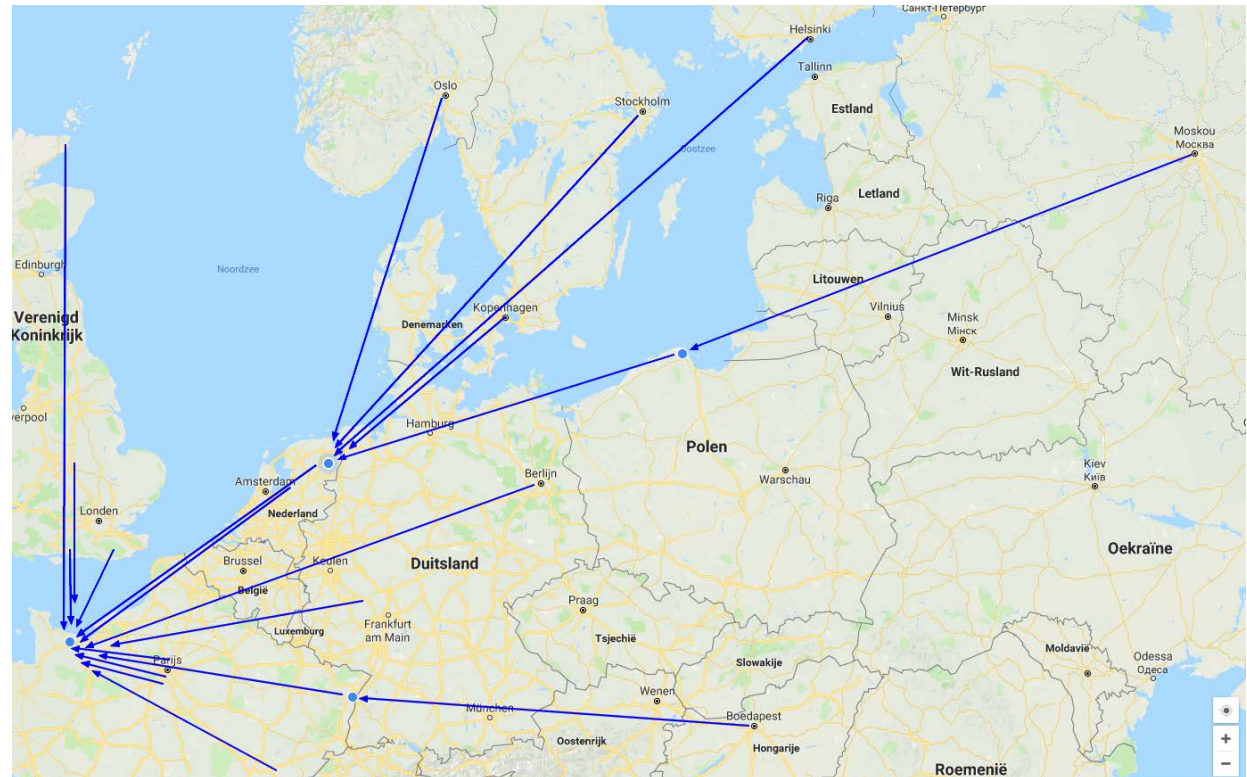 Санкт-Петербург
Helsinki
Oslo
Tallinn
Stockholm
Estland
Moskou
Москва
Oostzee
Riga
Letland
Edinburgh
Noordzee
Litouwen
Kopenhagen
Vilnius
Verenigd
Koninkrijk
Denemarken
Minsk
Мінск
Wit-Rusland
verpool
Hamburg
Polen
Kiev
Київ
Berlijn
Warschau
Amsterdam
Nederland
Londen
Oekraïne
Brussel
Keulen
Duitsland
België
Praag
Frankfurt
am Main
Luxemburg
Tsjechië
Moldavië
Odessa
Одеса
Parijs
Slowakije
Wenen
München
Boedapest
Oostenrijk
Hongarije
Roemenië
+
−